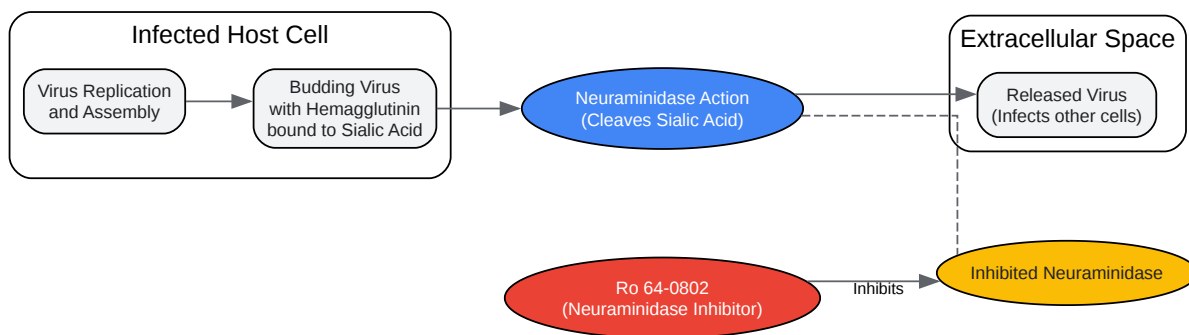 Infected Host Cell
Virus Replication
and Assembly
Budding Virus
with Hemagglutinin
bound to Sialic Acid
Neuraminidase Action
(Cleaves Sialic Acid)
Extracellular Space
Released Virus
(Infects other cells)
Ro 64-0802
(Neuraminidase Inhibitor)
Inhibits
Inhibited Neuraminidase